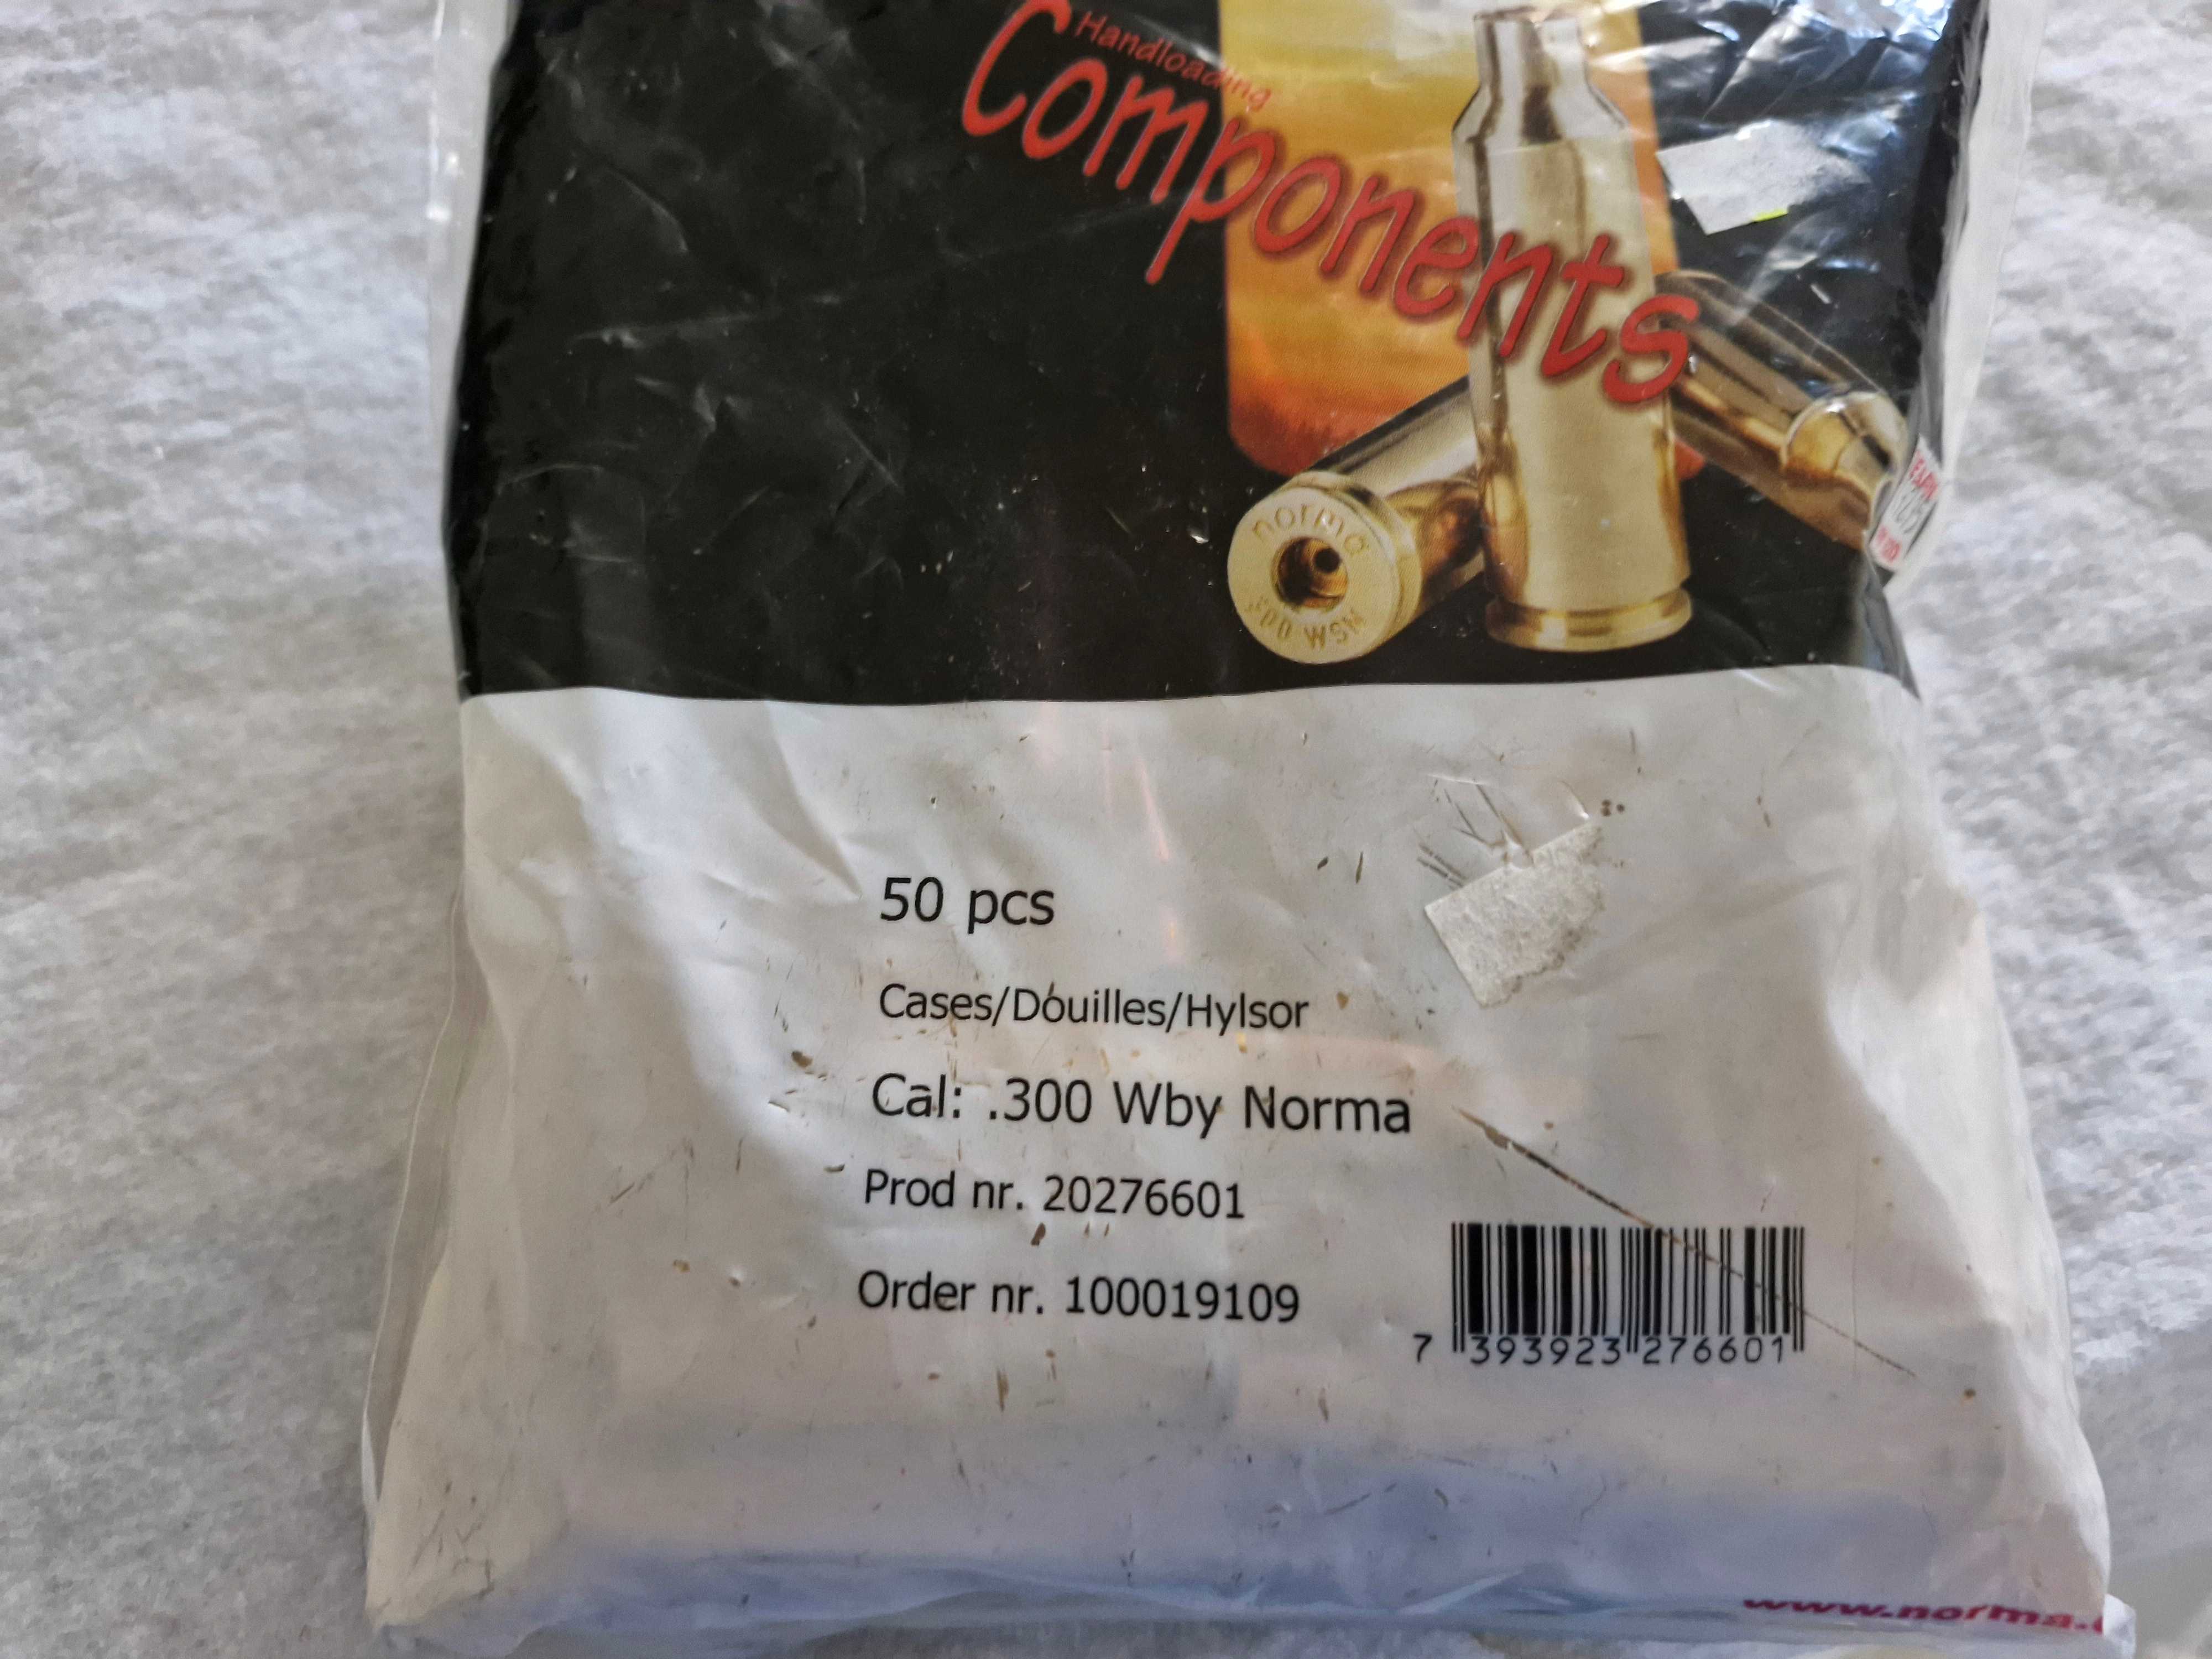 Handloading
Components
norma
300 WSM
50 pcs
Cases/Douilles/Hylsor
Cal: .300 Wby Norma
Prod nr. 20276601
Order nr. 100019109
7 393923 276601
www.norma.